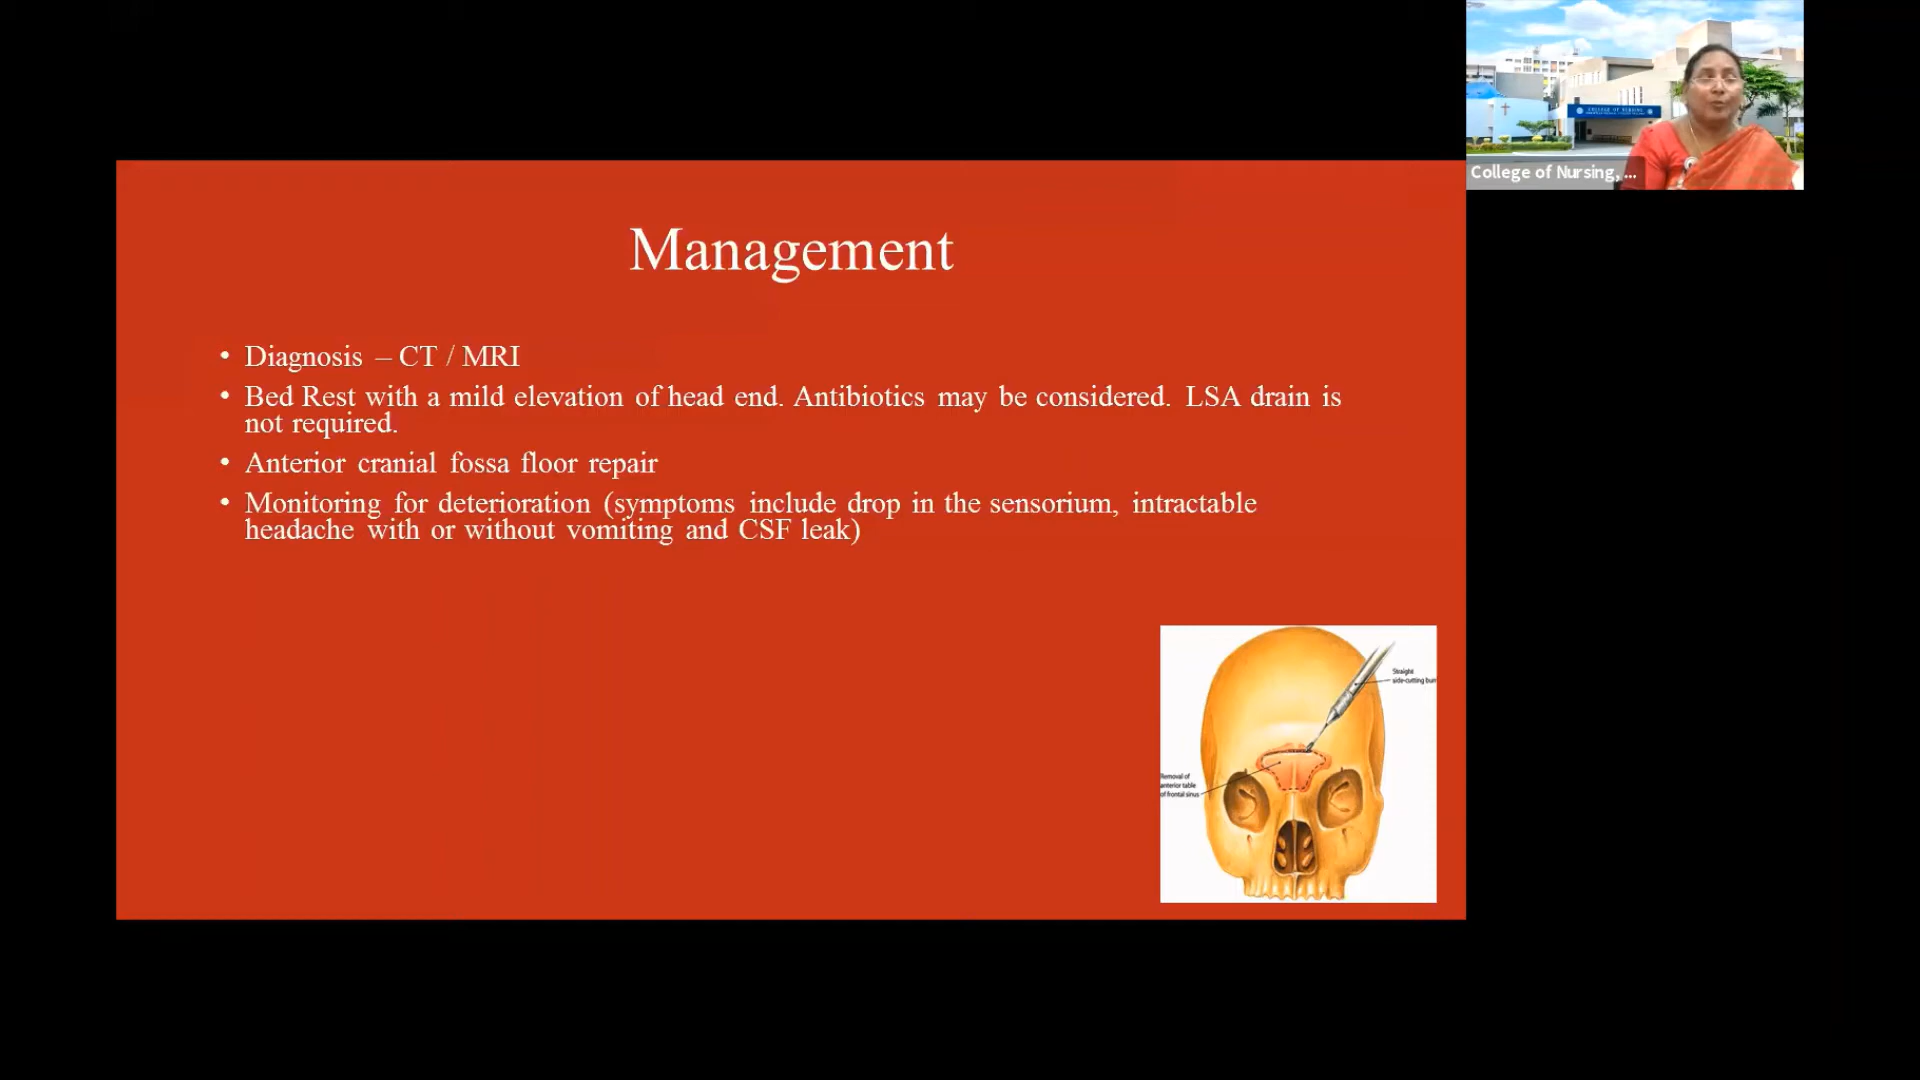 College of Nursing, ...
COLLEGE OF NURSING
Management
• Diagnosis – CT / MRI
• Bed Rest with a mild elevation of head end. Antibiotics may be considered. LSA drain is
not required.
• Anterior cranial fossa floor repair
• Monitoring for deterioration (symptoms include drop in the sensorium, intractable
headache with or without vomiting and CSF leak)
Straight
side-cutting burr
Removal of
anterior table
of frontal sinus